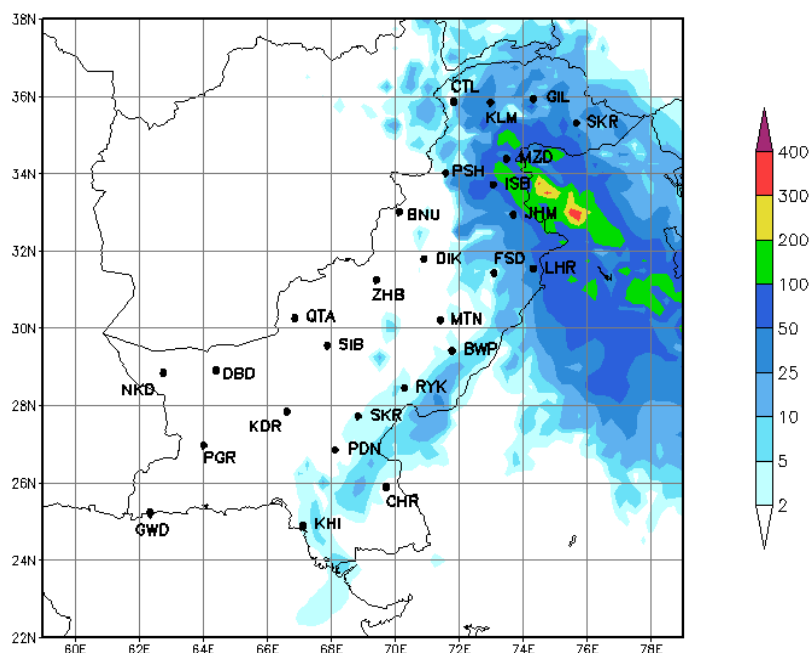 38N
36N
34N
32N
30N
28N
26N
24N
22N
60E 62E 64E 66E 68E 70E 72E 74E 76E 78E
CTL
KLM
GIL
SKR
MZD
PSH
ISB
BNU
JHM
DIK
FSD
LHR
ZHB
QTA
MTN
SIB
BWP
NKD
DBD
RYK
KDR
SKR
PGR
PDN
CHR
GWD
KHI
400
300
200
100
50
25
10
5
2